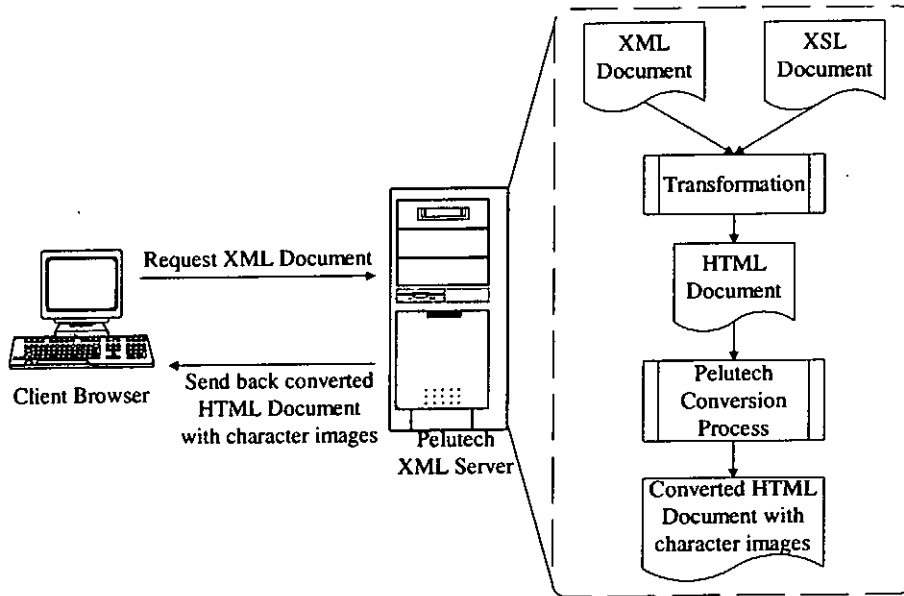 XML
Document
XSL
Document
Transformation
HTML
Document
Pelutech
Conversion
Process
Converted HTML
Document with
character images
Request XML Document
Send back converted
HTML Document
with character images
Client Browser
Pelutech
XML Server